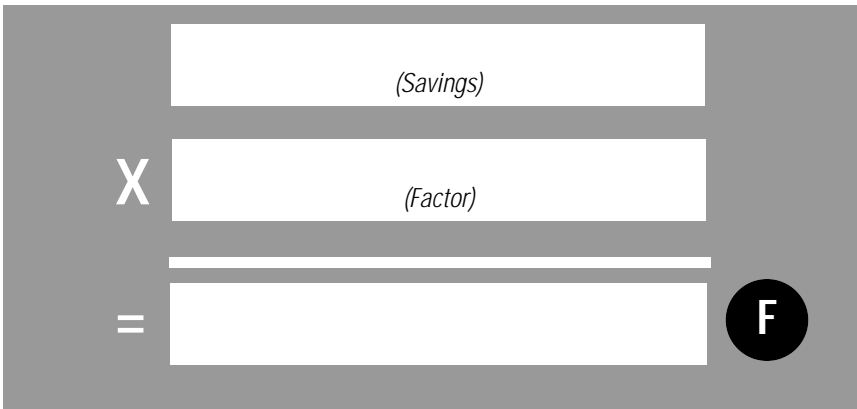 (Savings)
X
(Factor)
=
F